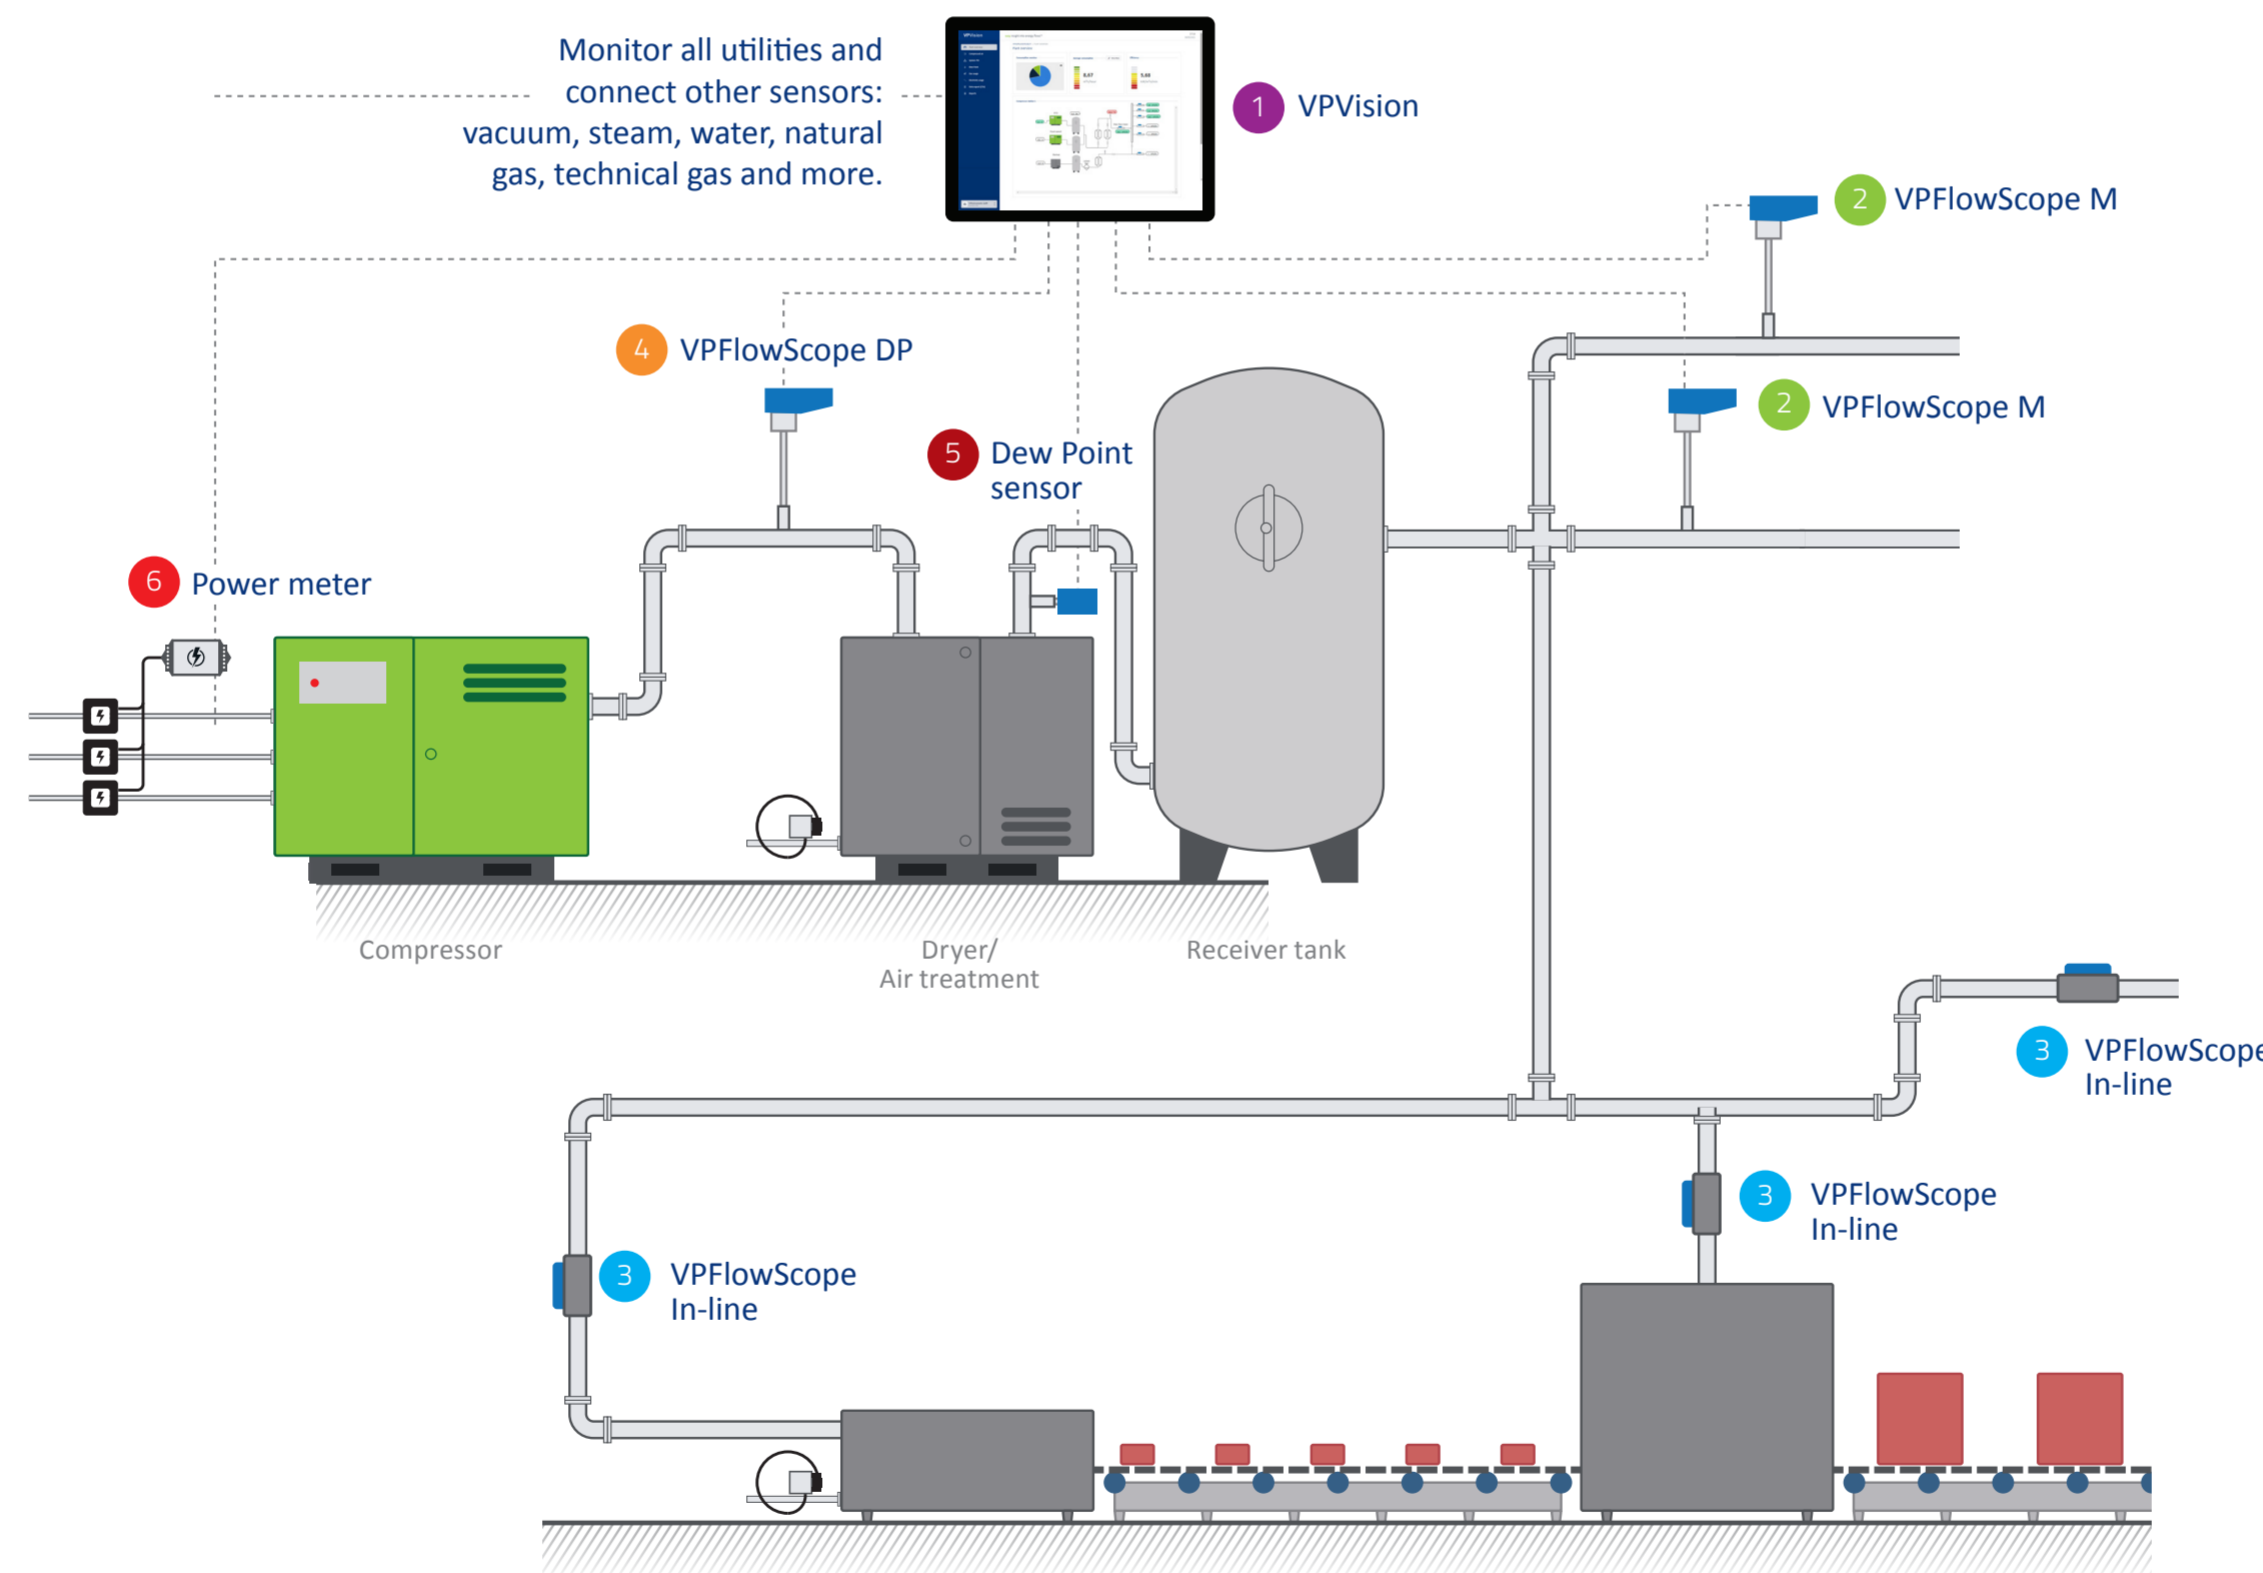 Monitor all utilities and
connect other sensors:
vacuum, steam, water, natural
gas, technical gas and more.
VPVision
1 VPVision
2 VPFlowScope M
4 VPFlowScope DP
2 VPFlowScope M
5 Dew Point
sensor
6 Power meter
Compressor
Dryer/
Air treatment
Receiver tank
3 VPFlowScope
In-line
3 VPFlowScope
In-line
3 VPFlowScope
In-line